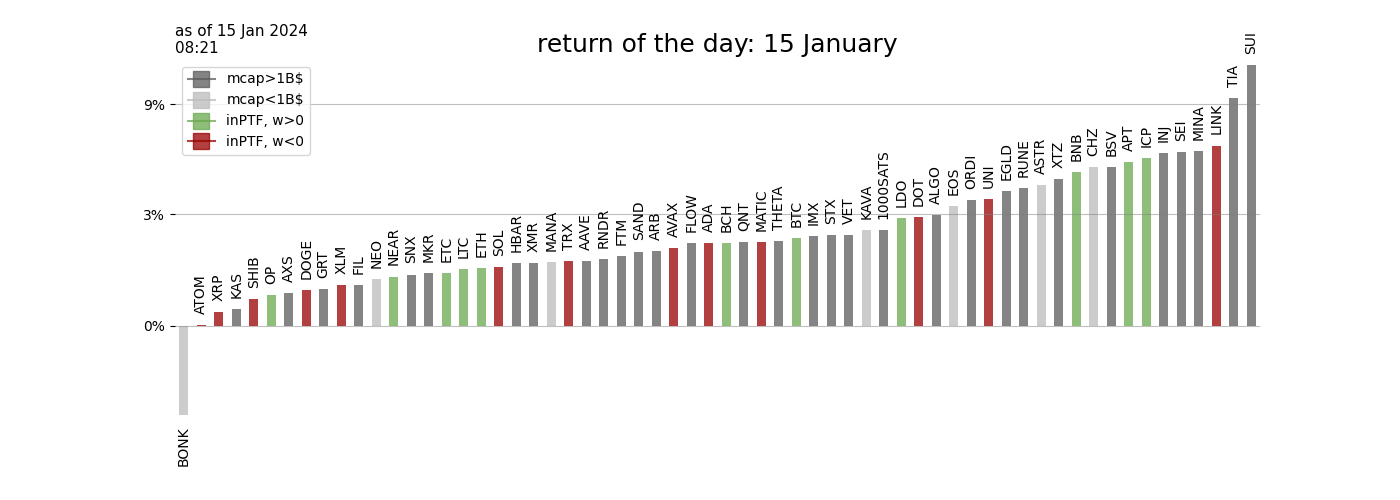 as of 15 Jan 2024
08:21
return of the day: 15 January
mcap>1B$
mcap<1B$
inPTF, w>0
inPTF, w<0
9%
3%
0%
BONK
ATOM
XRP
KAS
SHIB
OP
AXS
DOGE
GRT
XLM
FIL
NEO
NEAR
SNX
MKR
ETC
LTC
ETH
SOL
HBAR
XMR
MANA
TRX
AAVE
RNDR
FTM
SAND
ARB
AVAX
FLOW
ADA
BCH
QNT
MATIC
THETA
BTC
IMX
STX
VET
KAVA
1000SATS
LDO
DOT
ALGO
EOS
ORDI
UNI
EGLD
RUNE
ASTR
XTZ
BNB
CHZ
BSV
APT
ICP
INJ
SEI
MINA
LINK
TIA
SUI